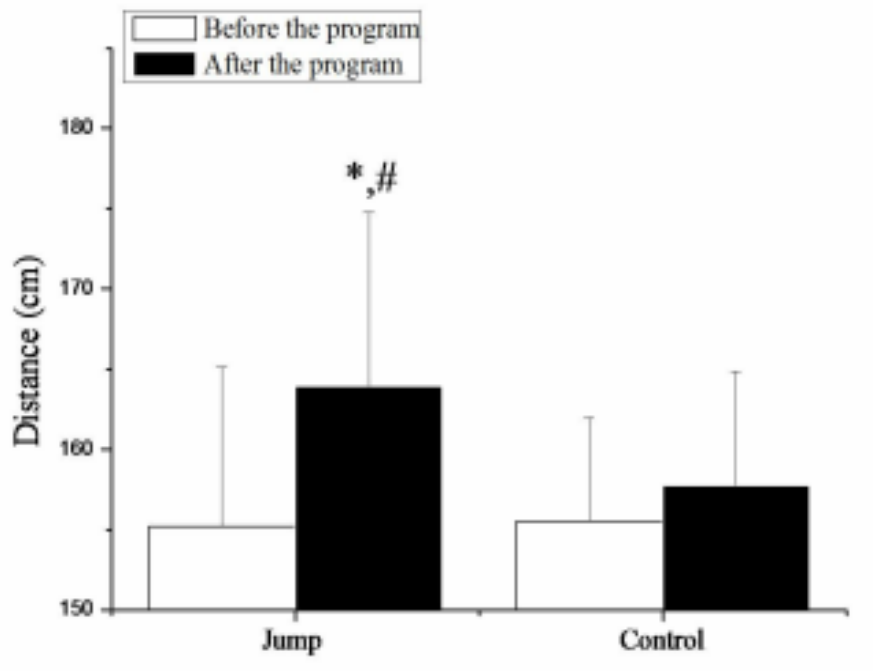 Before the program
After the program
180
*,#
170
Distance (cm)
160
150
Jump Control